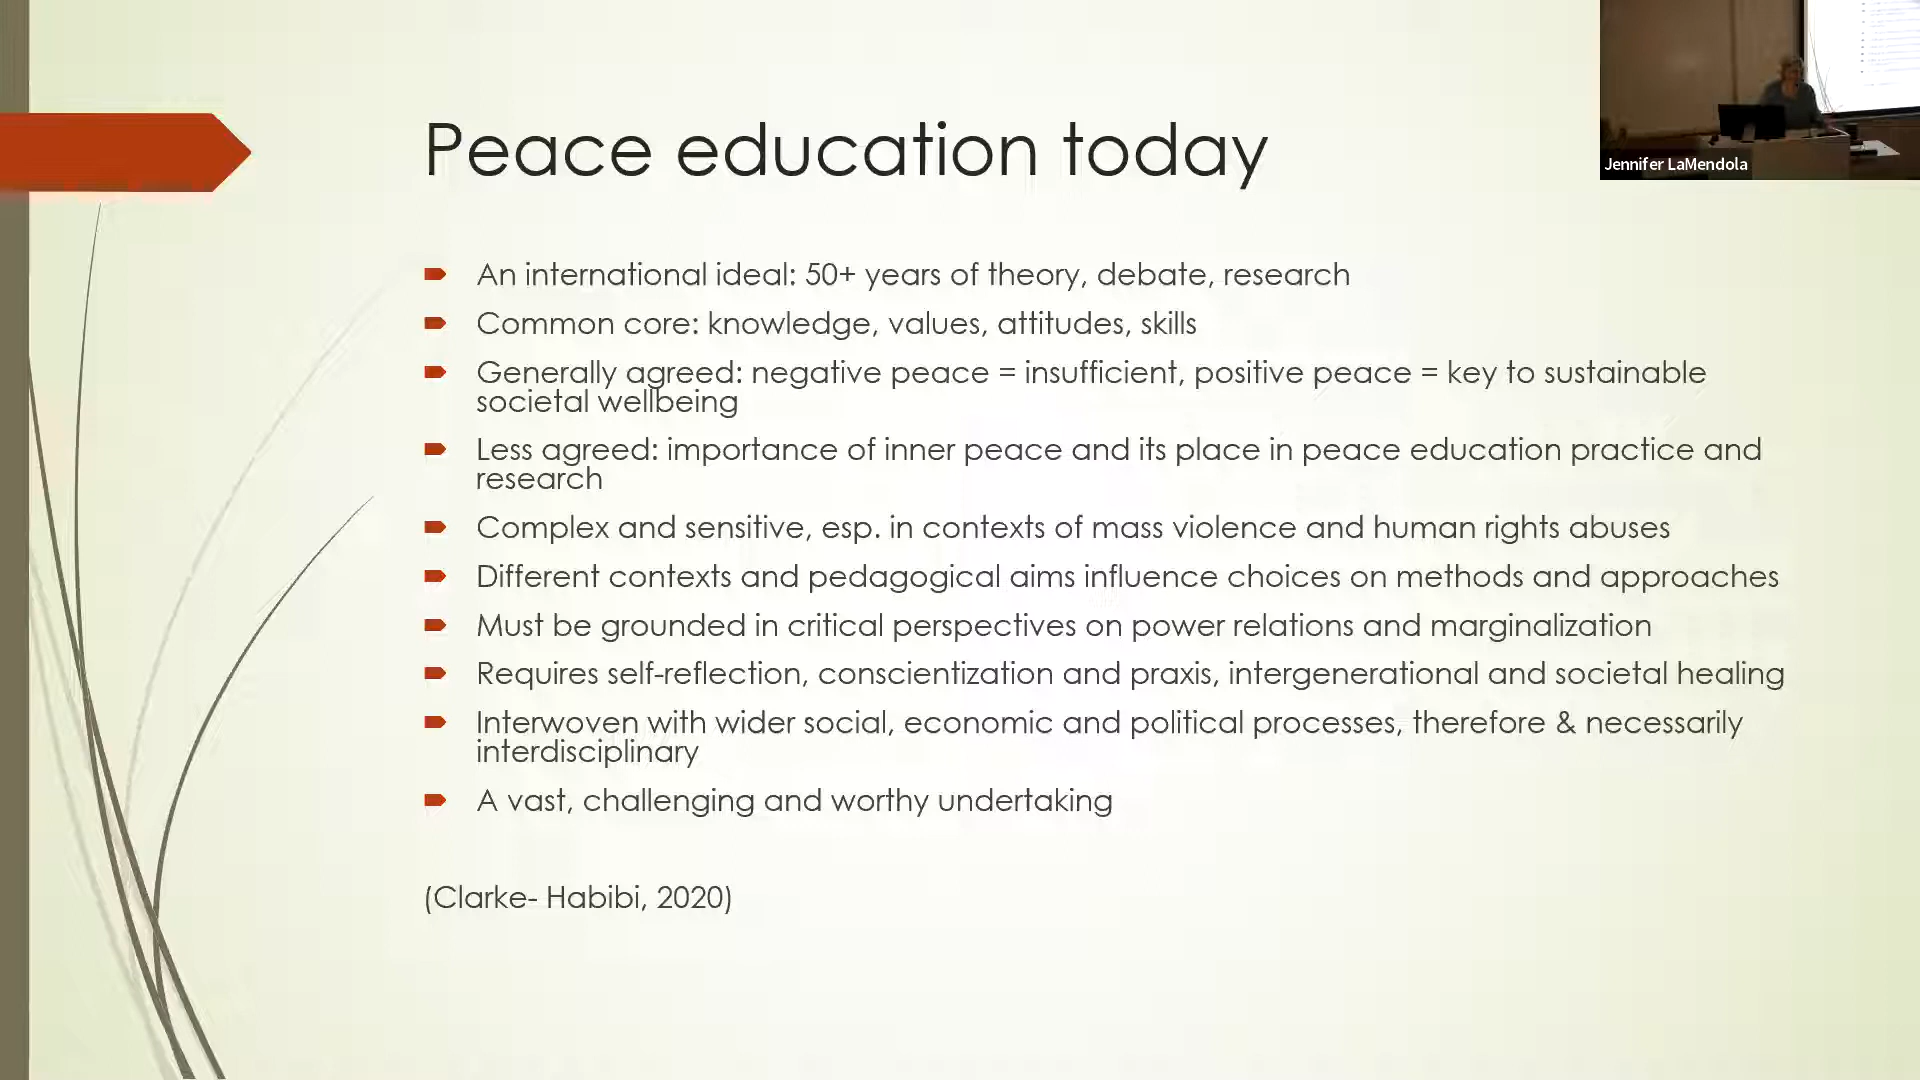 Peace education today
Jennifer LaMendola
An international ideal: 50+ years of theory, debate, research
Common core: knowledge, values, attitudes, skills
Generally agreed: negative peace = insufficient, positive peace = key to sustainable
societal wellbeing
Less agreed: importance of inner peace and its place in peace education practice and
research
Complex and sensitive, esp. in contexts of mass violence and human rights abuses
Different contexts and pedagogical aims influence choices on methods and approaches
Must be grounded in critical perspectives on power relations and marginalization
Requires self-reflection, conscientization and praxis, intergenerational and societal healing
Interwoven with wider social, economic and political processes, therefore & necessarily
interdisciplinary
A vast, challenging and worthy undertaking
(Clarke- Habibi, 2020)